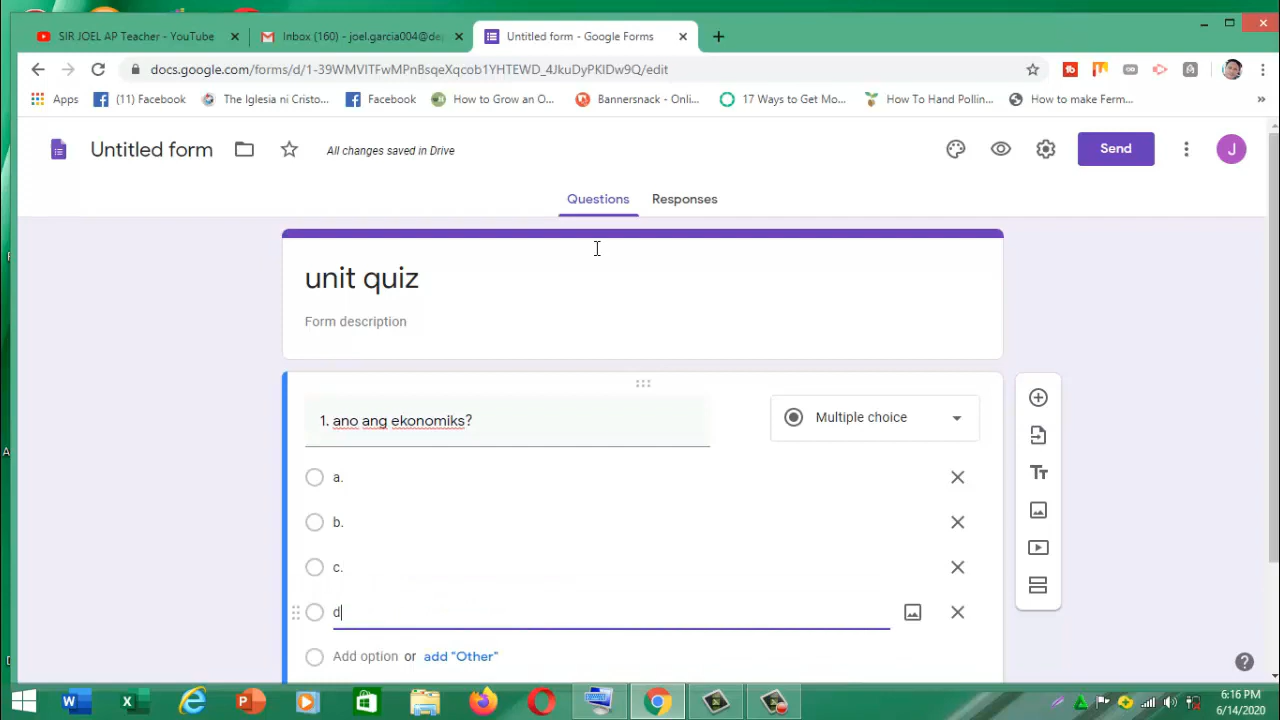 SIR JOEL AP Teacher - YouTube
Inbox (160) - joel.garcia004@de
Untitled form - Google Forms
docs.google.com/forms/d/1-39WMVITFwMPnBsqeXqcob1YHTEWD_4JkuDyPKIDw9Q/edit
Apps
(11) Facebook
The Iglesia ni Cristo...
Facebook
How to Grow an O...
Bannersnack - Onli...
17 Ways to Get Mo...
How To Hand Pollin...
How to make Ferm...
Untitled form
All changes saved in Drive
Send
J
Questions
Responses
unit quiz
Form description
1. ano ang ekonomiks?
Multiple choice
a.
b.
c.
d
Add option or add "Other"
6:16 PM
6/14/2020